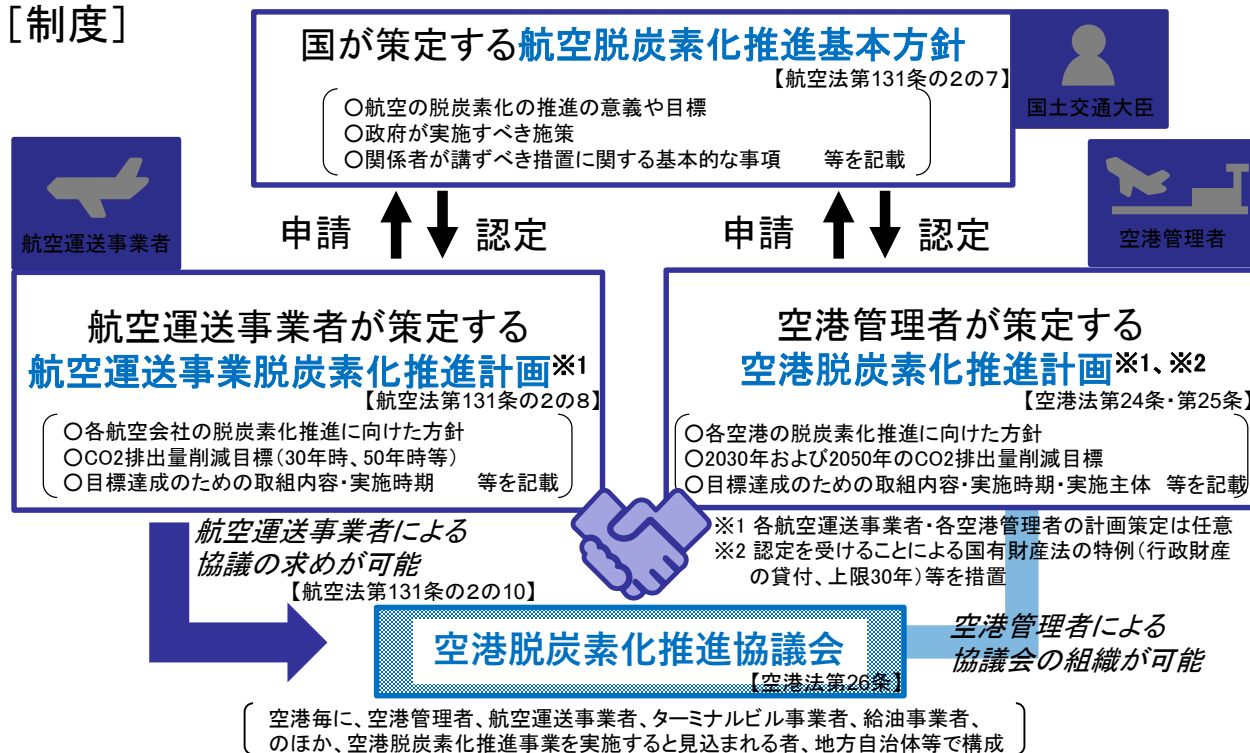 ［制度］
国が策定する航空脱炭素化推進基本方針
【航空法第131条の2の7】
○航空の脱炭素化の推進の意義や目標
○政府が実施すべき施策
○関係者が講ずべき措置に関する基本的な事項　等を記載
国土交通大臣
航空運送事業者
空港管理者
申請
認定
申請
認定
航空運送事業者が策定する
航空運送事業脱炭素化推進計画※1
【航空法第131条の2の8】
○各航空会社の脱炭素化推進に向けた方針
○CO2排出量削減目標（30年時、50年時等）
○目標達成のための取組内容・実施時期　等を記載
空港管理者が策定する
空港脱炭素化推進計画※1、※2
【空港法第24条・第25条】
○各空港の脱炭素化推進に向けた方針
○2030年および2050年のCO2排出量削減目標
○目標達成のための取組内容・実施時期・実施主体　等を記載
※1 各航空運送事業者・各空港管理者の計画策定は任意
※2 認定を受けることによる国有財産法の特例（行政財産
の貸付、上限30年）等を措置
航空運送事業者による
協議の求めが可能
【航空法第131条の2の10】
空港脱炭素化推進協議会
【空港法第26条】
空港管理者による
協議会の組織が可能
空港毎に、空港管理者、航空運送事業者、ターミナルビル事業者、給油事業者、
のほか、空港脱炭素化推進事業を実施すると見込まれる者、地方自治体等で構成